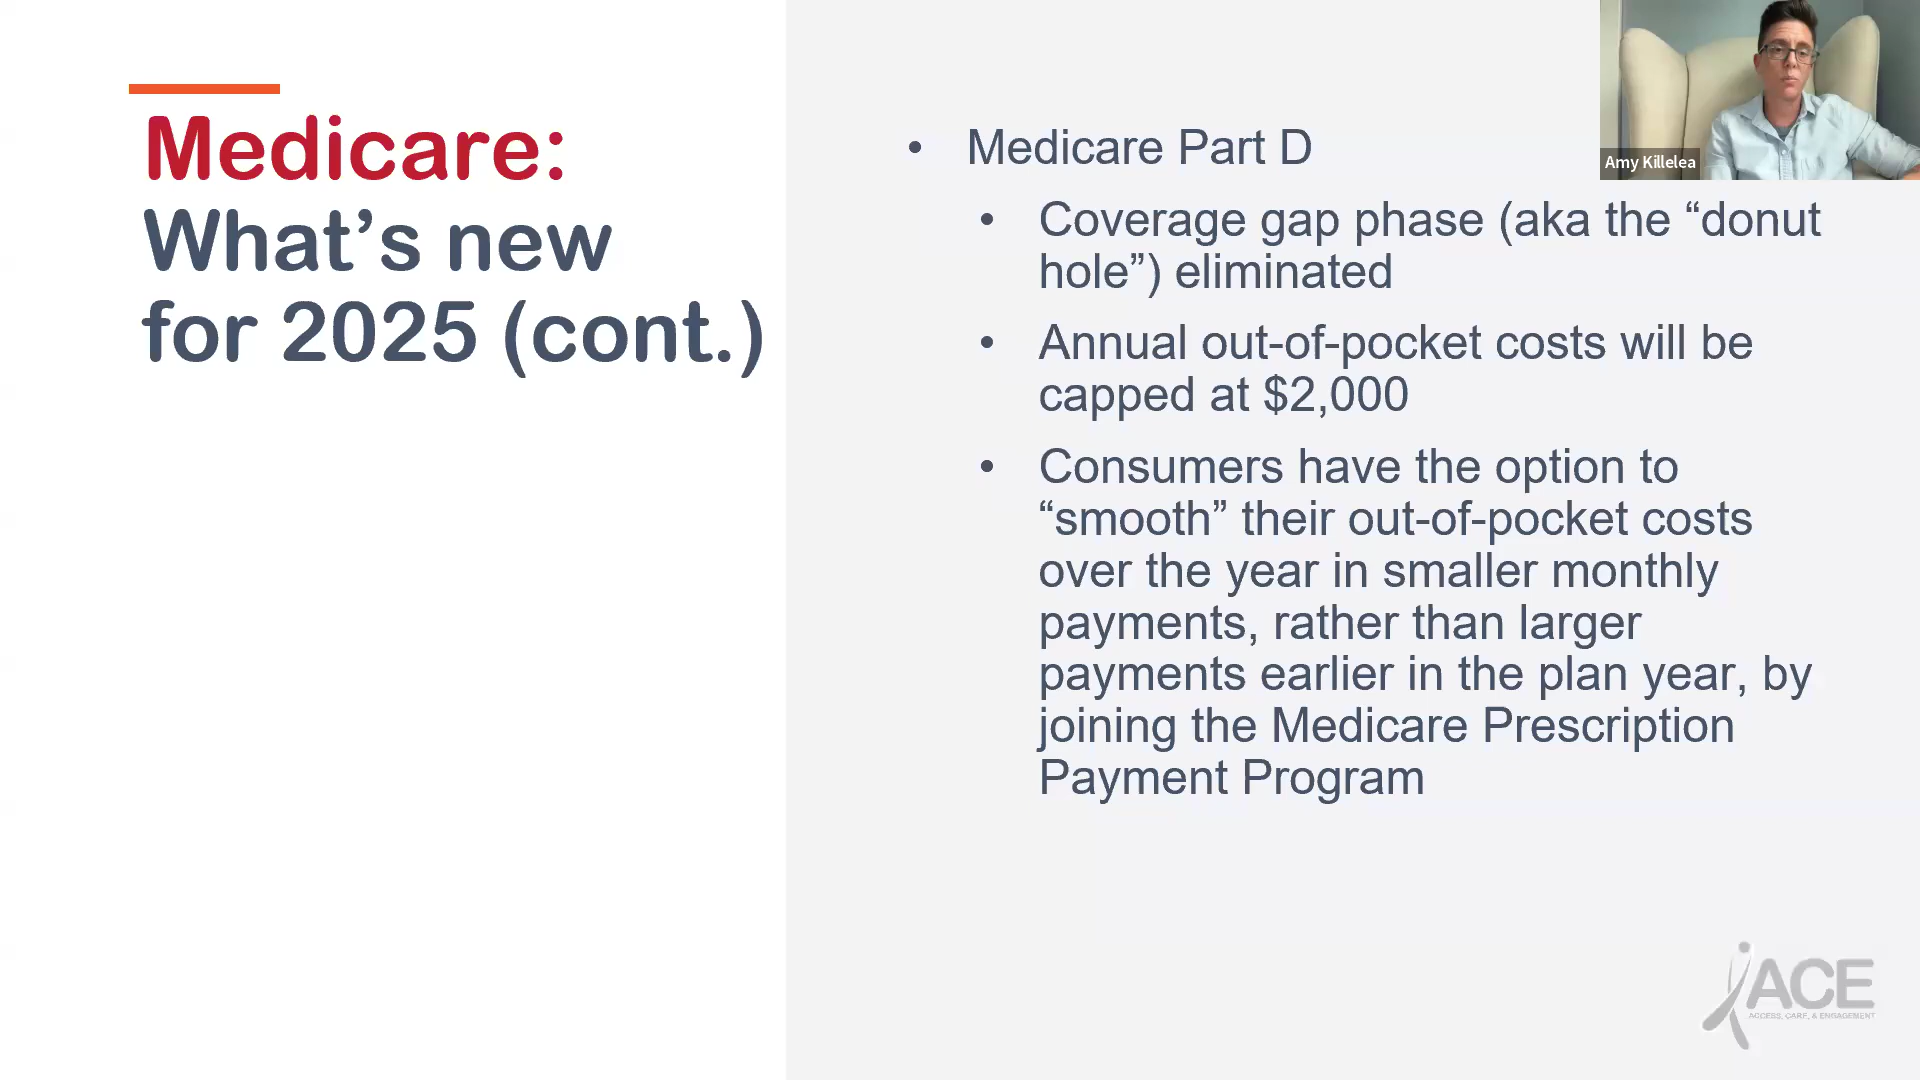 Medicare:
What’s new
for 2025 (cont.)
• Medicare Part D
• Coverage gap phase (aka the “donut
hole”) eliminated
• Annual out-of-pocket costs will be
capped at $2,000
• Consumers have the option to
“smooth” their out-of-pocket costs
over the year in smaller monthly
payments, rather than larger
payments earlier in the plan year, by
joining the Medicare Prescription
Payment Program
Amy Killelea
ACE
ACCESS, CARE, & ENGAGEMENT